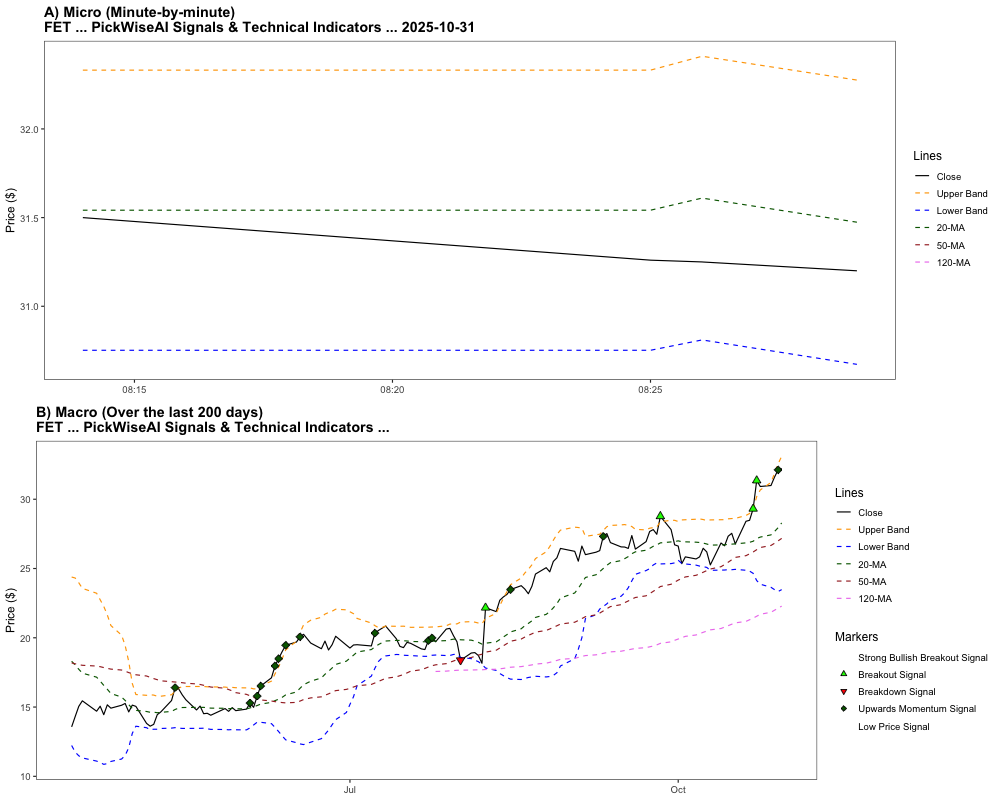 A) Micro (Minute-by-minute)
FET ... PickWiseAI Signals & Technical Indicators ... 2025-10-31
Price ($)
32.0
31.5
31.0
08:15
08:20
08:25
Lines
Close
Upper Band
Lower Band
20-MA
50-MA
120-MA
B) Macro (Over the last 200 days)
FET ... PickWiseAI Signals & Technical Indicators ...
Price ($)
30
25
20
15
10
Jul
Oct
Lines
Close
Upper Band
Lower Band
20-MA
50-MA
120-MA
Markers
Strong Bullish Breakout Signal
Breakout Signal
Breakdown Signal
Upwards Momentum Signal
Low Price Signal